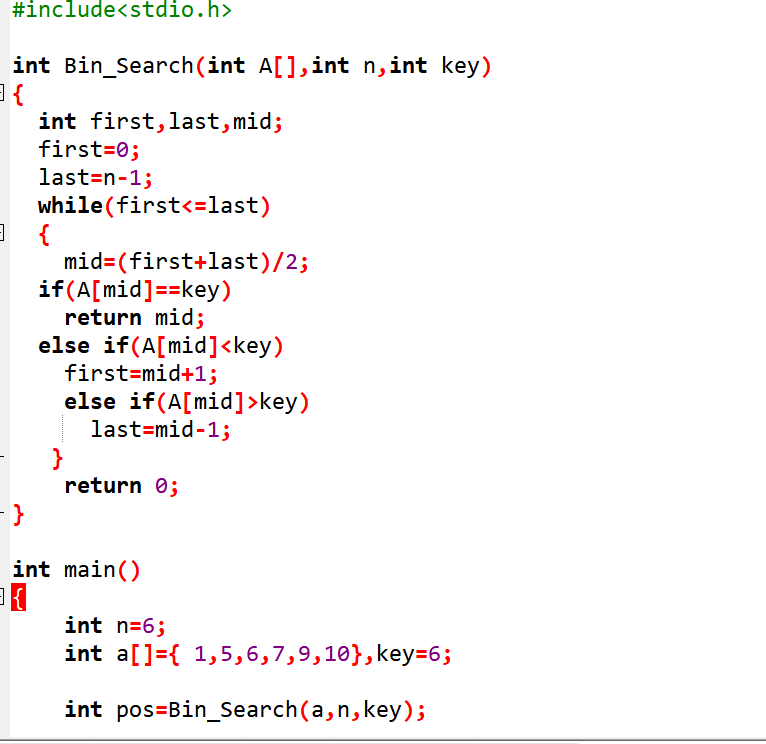 #include<stdio.h>
int Bin_Search(int A[],int n,int key)
{
int first,last,mid;
first=0;
last=n-1;
while(first<=last)
{
mid=(first+last)/2;
if(A[mid]==key)
return mid;
else if(A[mid]<key)
first=mid+1;
else if(A[mid]>key)
last=mid-1;
}
return 0;
}
int main()
{
int n=6;
int a[]={ 1,5,6,7,9,10},key=6;
int pos=Bin_Search(a,n,key);